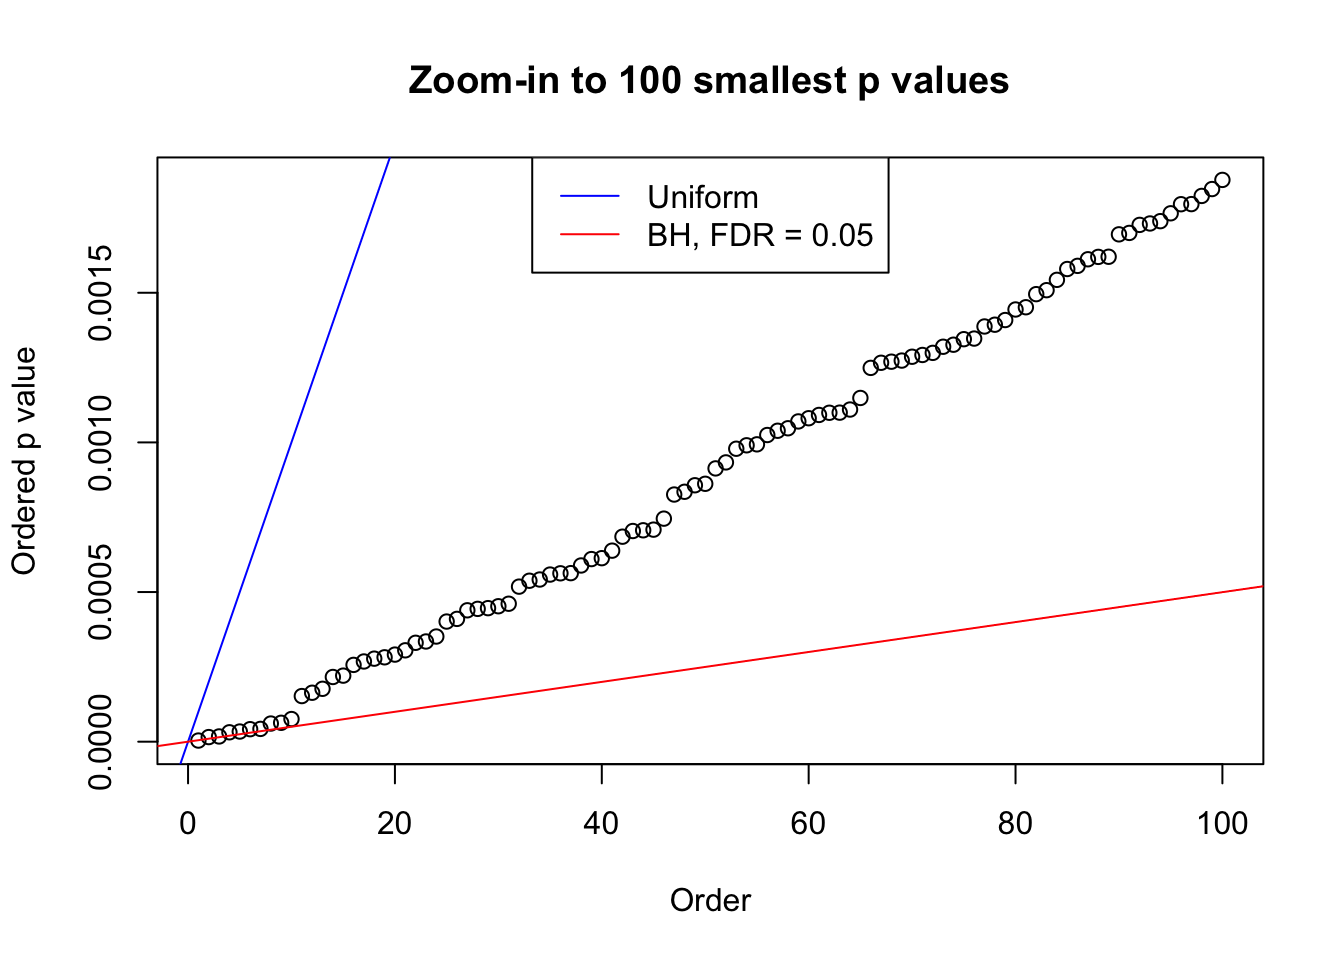 Zoom-in to 100 smallest p values
Uniform
BH, FDR = 0.05
Ordered p value
0.0015
0.0010
0.0005
0.0000
0 20 40 60 80 100
Order